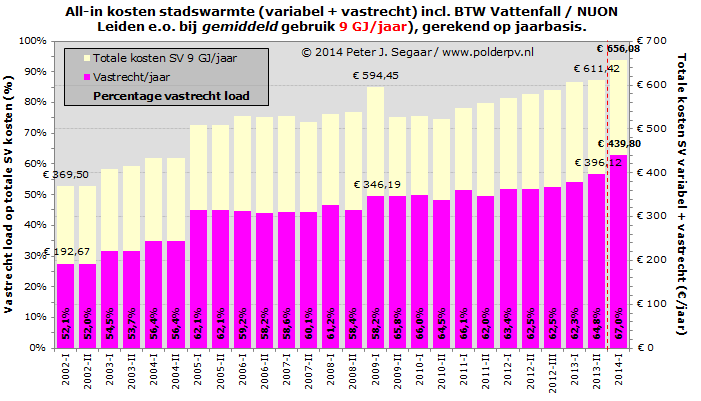 All-in kosten stadswarmte (variabel + vastrecht) incl. BTW Vattenfall / NUON
Leiden e.o. bij gemiddeld gebruik 9 GJ/jaar), gerekend op jaarbasis.
© 2014 Peter J. Segaar / www.polderpv.nl
Totale kosten SV 9 GJ/jaar
Vastrecht/jaar
Percentage vastrecht load
Vastrecht load op totale SV kosten (%)
100%
90%
80%
70%
60%
50%
40%
30%
20%
10%
0%
€ 369,50
€ 192,67
€ 594,45
€ 346,19
€ 611,42
€ 396,12
€ 656,08
€ 439,80
52,1%
52,0%
54,5%
53,7%
56,4%
56,4%
62,1%
62,1%
59,2%
58,2%
58,5%
60,1%
61,2%
58,4%
58,2%
65,8%
66,0%
64,5%
66,1%
62,0%
63,4%
62,5%
62,5%
62,3%
64,8%
67,0%
2002-I
2002-II
2003-I
2003-II
2004-I
2004-II
2005-I
2005-II
2006-I
2006-II
2007-I
2007-II
2008-I
2008-II
2009-I
2009-II
2010-I
2010-II
2011-I
2011-II
2012-I
2012-II
2012-III
2013-I
2013-II
2014-I
€ 700
€ 600
€ 500
€ 400
€ 300
€ 200
€ 100
€ 0
Totale kosten SV variabel + vastrecht (€/jaar)